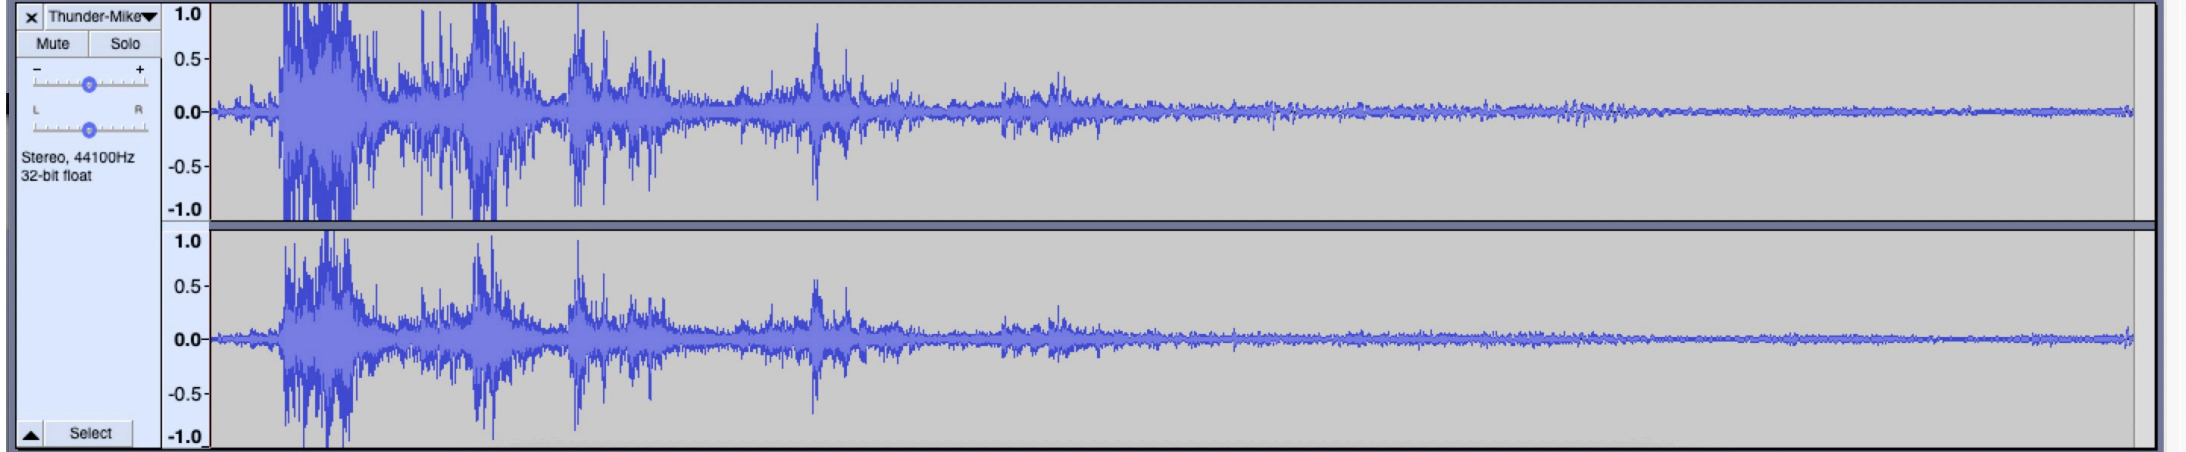 × Thunder-Mike▼
Mute Solo
- +
L R
Stereo, 44100Hz
32-bit float
▲ Select
1.0
0.5-
0.0-
-0.5-
-1.0
1.0
0.5-
0.0-
-0.5-
-1.0